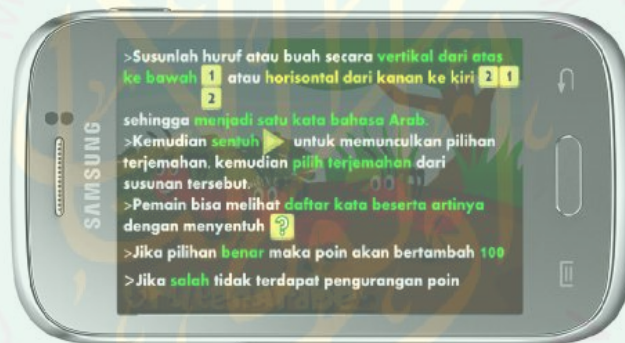 >Susunlah huruf atau buah secara vertikal dari atas
ke bawah 1 atau horisontal dari kanan ke kiri 2 1
2
sehingga menjadi satu kata bahasa Arab.
>Kemudian sentuh untuk memunculkan pilihan
terjemahan. kemudian pilih terjemahan dari
susunan tersebut.
>Pemain bisa melihat daftar kata beserta artinya
dengan menyentuh ?
>Jika pilihan benar maka poin akan bertambah 100
>Jika salah tidak terdapat pengurangan poin
SAMSUNG